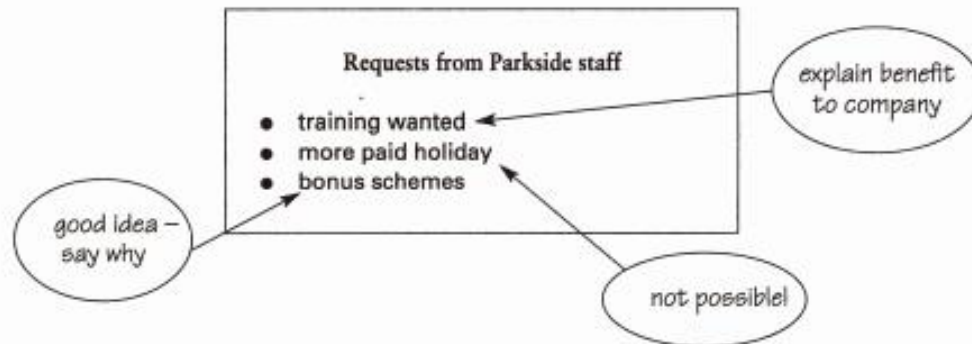 Requests from Parkside staff
● training wanted
● more paid holiday
● bonus schemes
explain benefit
to company
good idea –
say why
not possible!